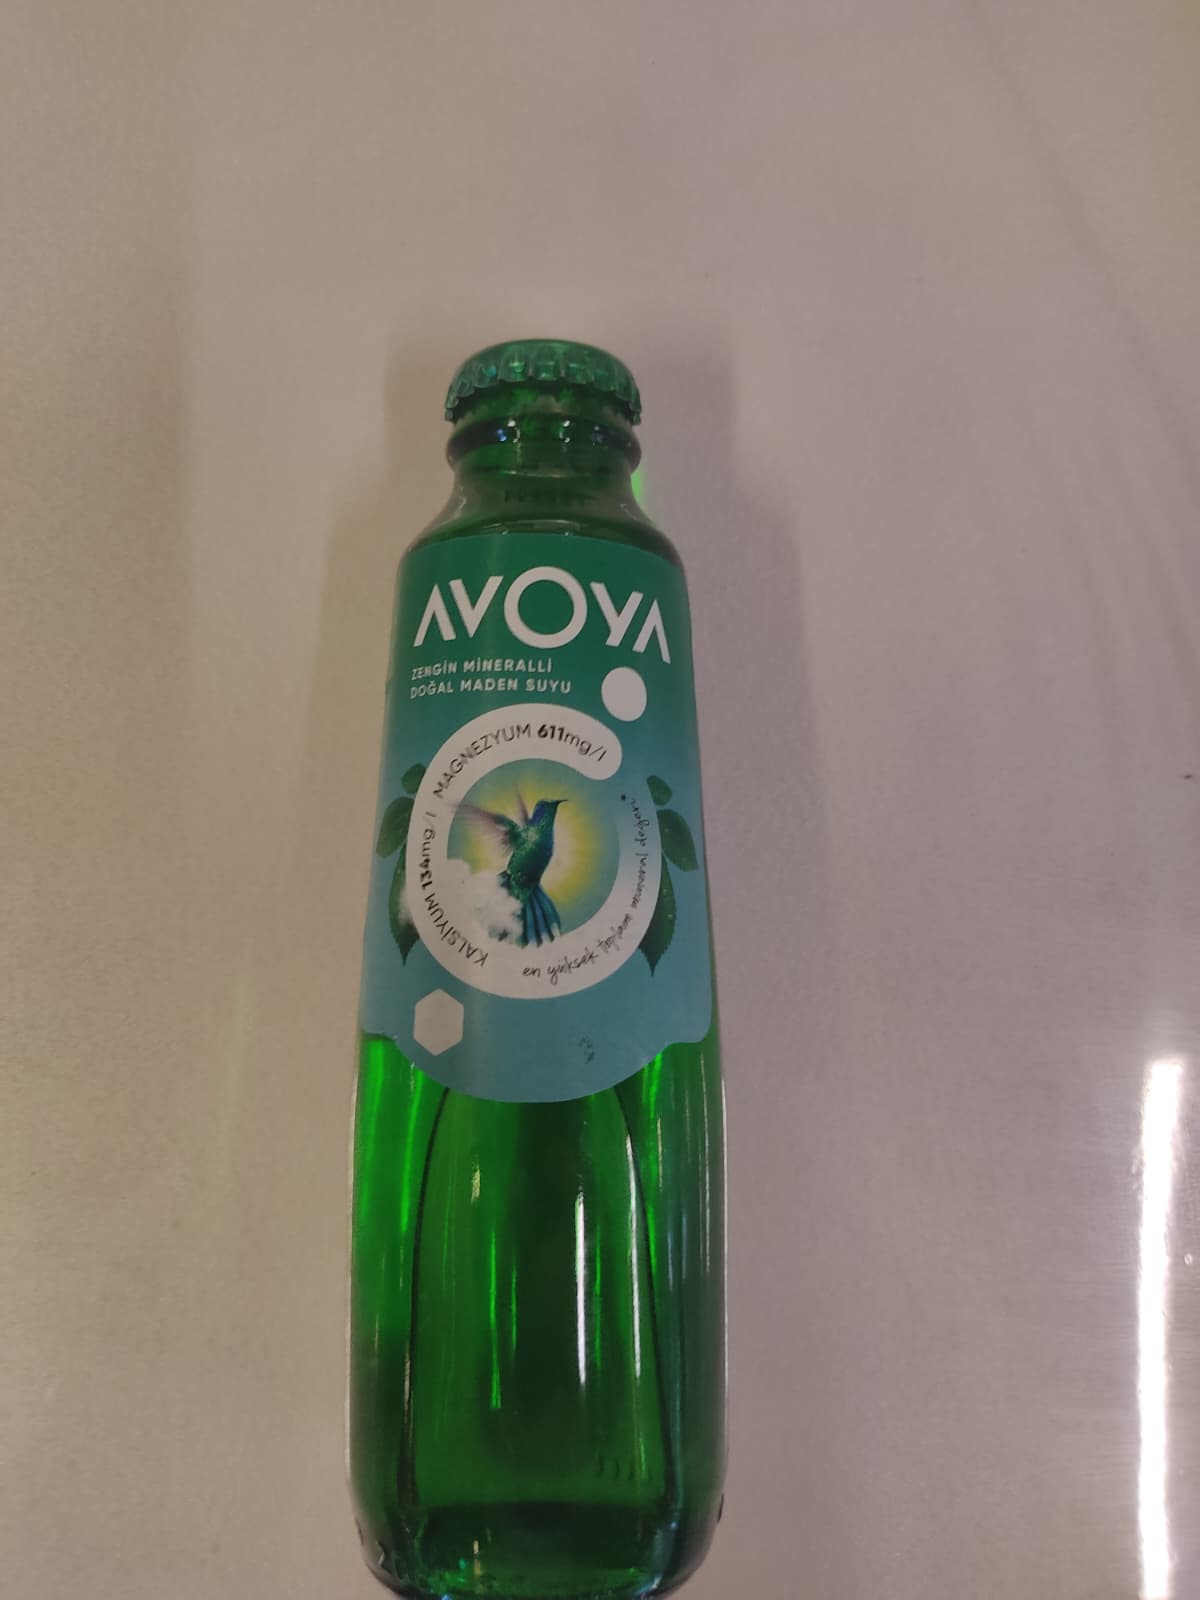 AVOYA
ZENGİN MİNERALLİ
DOĞAL MADEN SUYU
KALSİYUM 134mg/l MAGNEZYUM 611mg/l
en yüksek toplam mineral değeri*